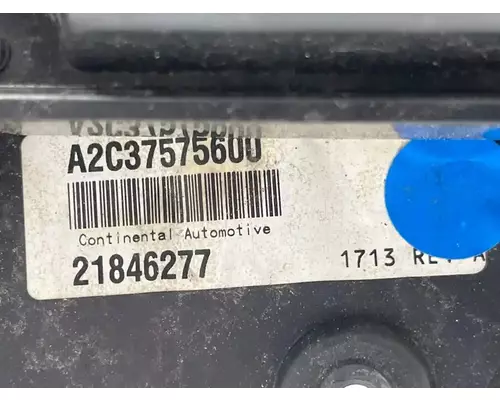 A2C37575600
Continental Automotive
21846277
1713 REV A